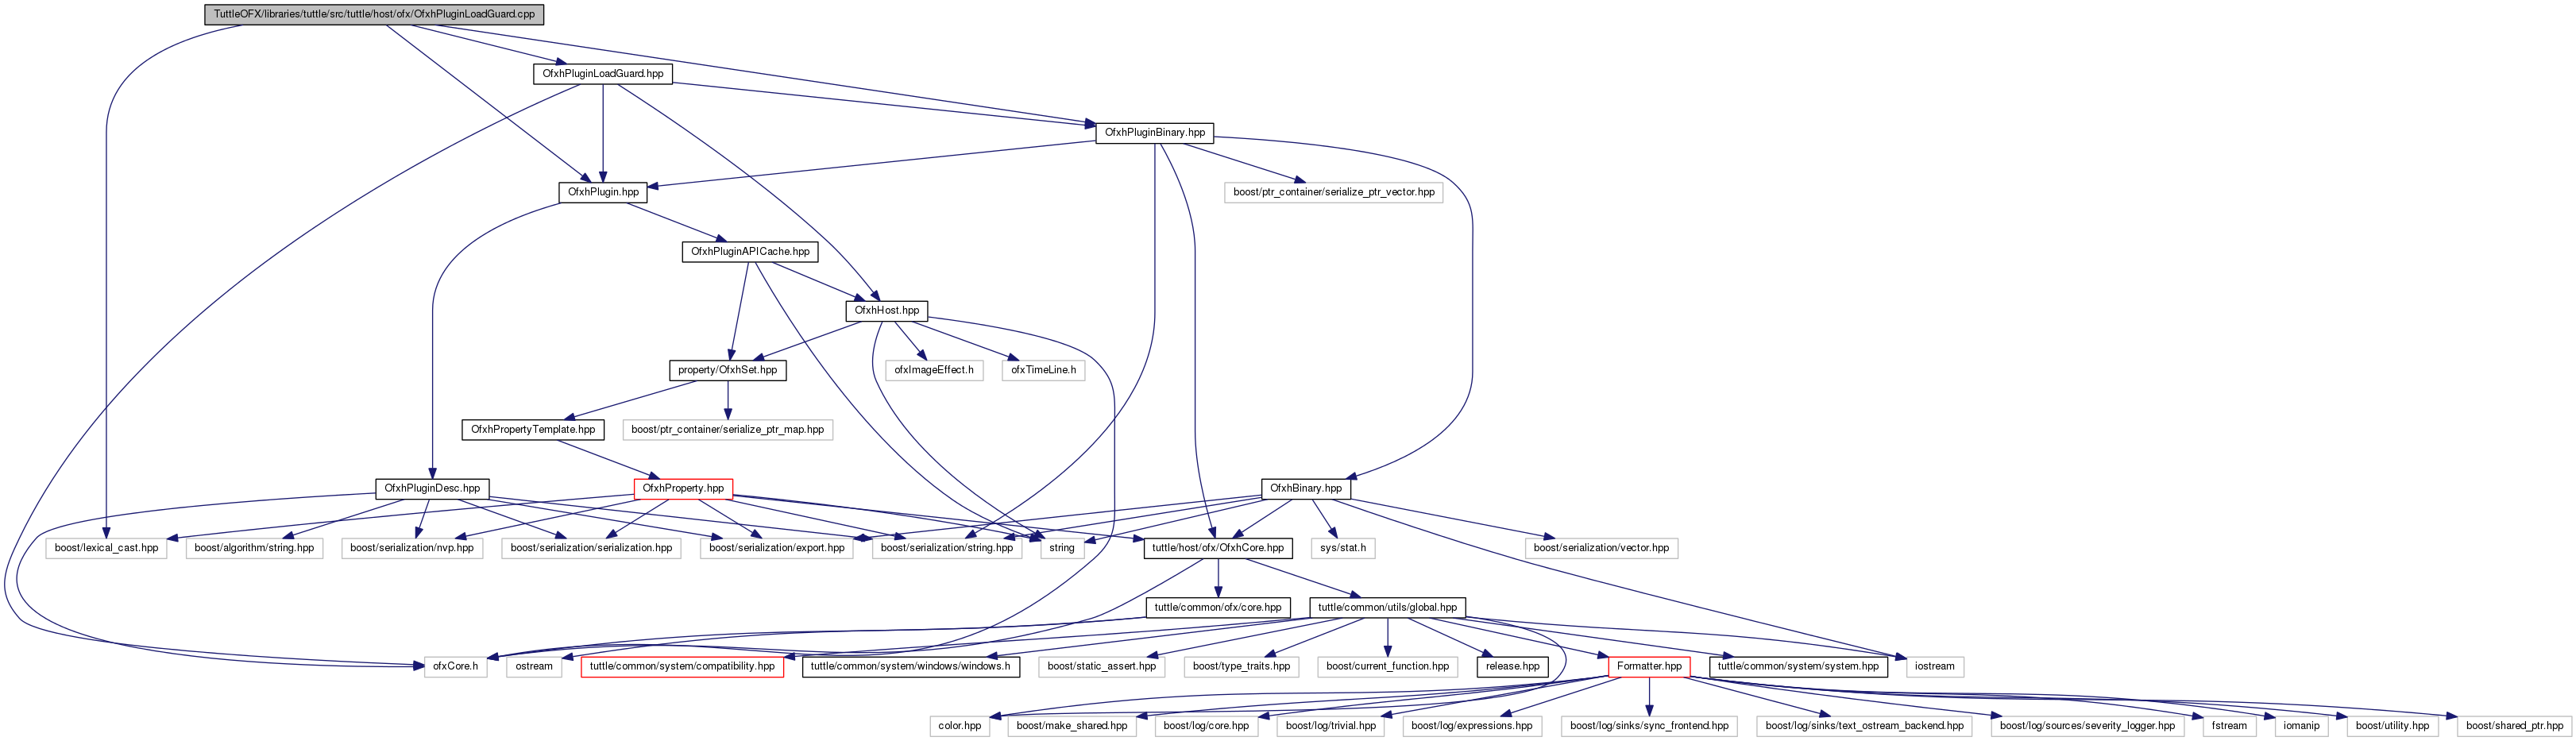 TuttleOFX/libraries/tuttle/src/tuttle/host/ofx/OfxhPluginLoadGuard.cpp
OfxhPluginLoadGuard.hpp
OfxhPluginBinary.hpp
OfxhPlugin.hpp
boost/ptr_container/serialize_ptr_vector.hpp
OfxhPluginAPICache.hpp
OfxhHost.hpp
property/OfxhSet.hpp
ofxImageEffect.h
ofxTimeLine.h
OfxhPropertyTemplate.hpp
boost/ptr_container/serialize_ptr_map.hpp
OfxhPluginDesc.hpp
OfxhProperty.hpp
OfxhBinary.hpp
boost/lexical_cast.hpp
boost/algorithm/string.hpp
boost/serialization/nvp.hpp
boost/serialization/serialization.hpp
boost/serialization/export.hpp
boost/serialization/string.hpp
string
tuttle/host/ofx/OfxhCore.hpp
sys/stat.h
boost/serialization/vector.hpp
tuttle/common/ofx/core.hpp
tuttle/common/utils/global.hpp
ofxCore.h
ostream
tuttle/common/system/compatibility.hpp
tuttle/common/system/windows/windows.h
boost/static_assert.hpp
boost/type_traits.hpp
boost/current_function.hpp
release.hpp
Formatter.hpp
tuttle/common/system/system.hpp
iostream
color.hpp
boost/make_shared.hpp
boost/log/core.hpp
boost/log/trivial.hpp
boost/log/expressions.hpp
boost/log/sinks/sync_frontend.hpp
boost/log/sinks/text_ostream_backend.hpp
boost/log/sources/severity_logger.hpp
fstream
iomanip
boost/utility.hpp
boost/shared_ptr.hpp